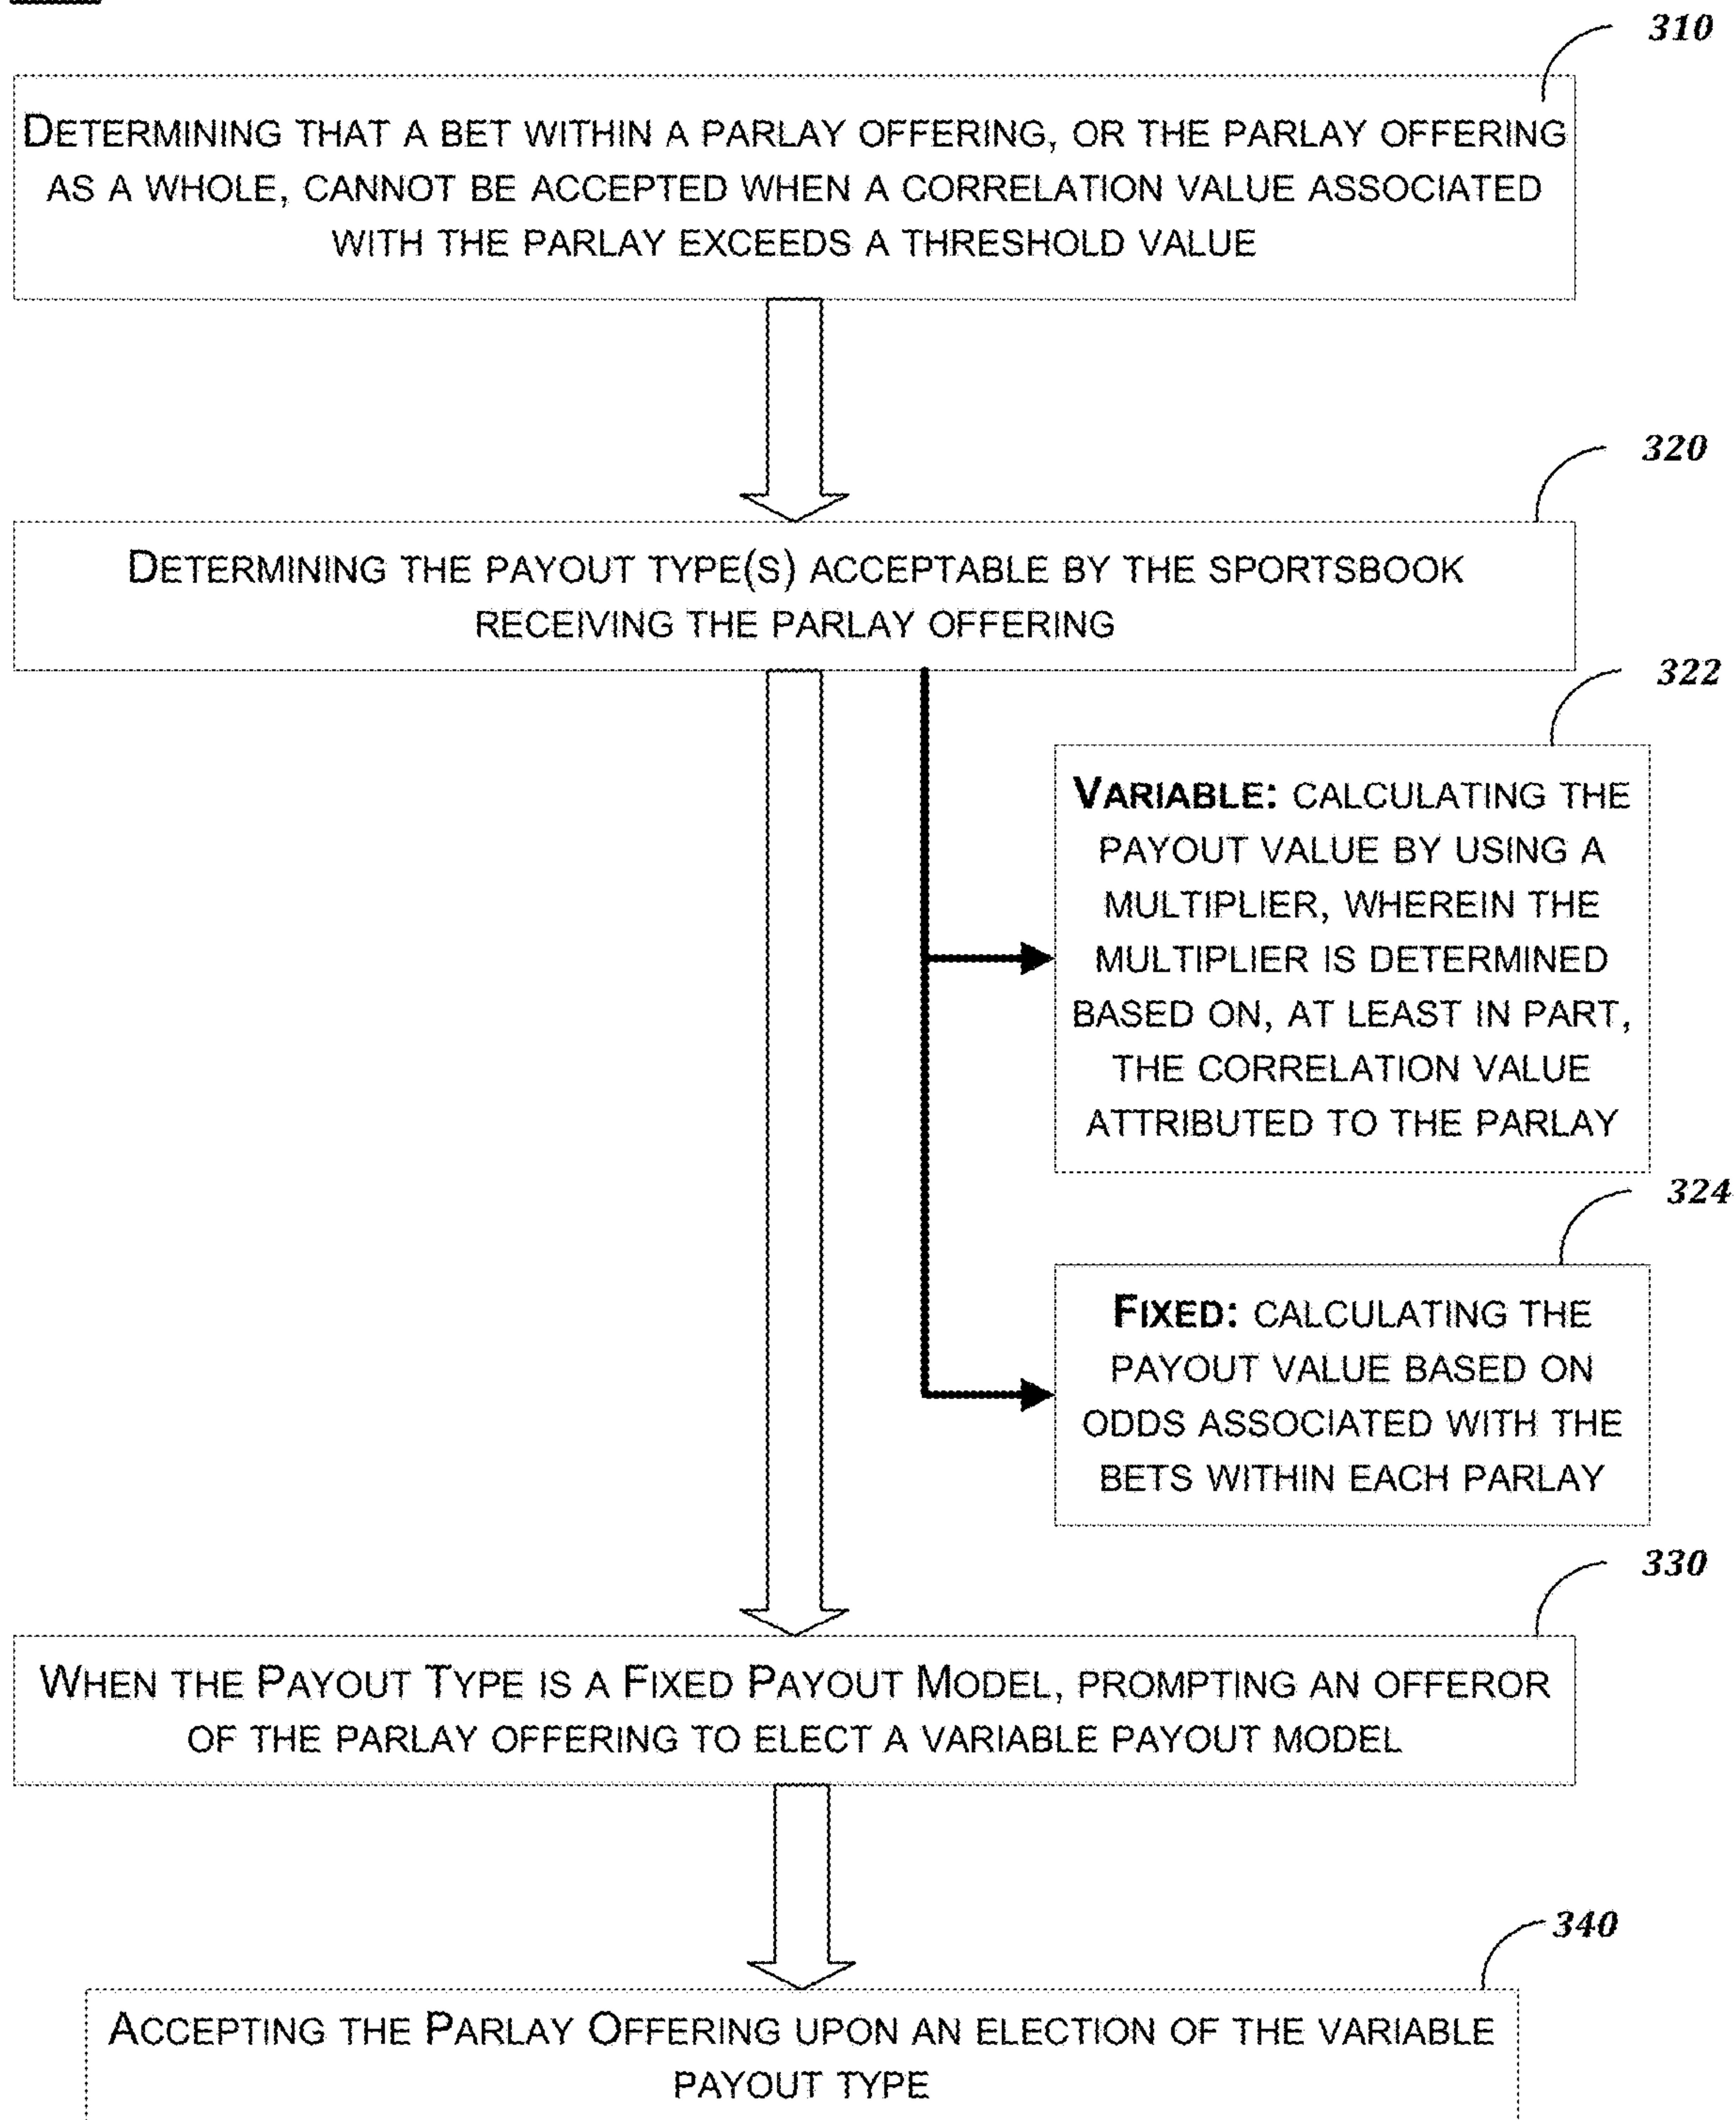 310
DETERMINING THAT A BET WITHIN A PARLAY OFFERING, OR THE PARLAY OFFERING
AS A WHOLE, CANNOT BE ACCEPTED WHEN A CORRELATION VALUE ASSOCIATED
WITH THE PARLAY EXCEEDS A THRESHOLD VALUE
320
DETERMINING THE PAYOUT TYPE(S) ACCEPTABLE BY THE SPORTSBOOK
RECEIVING THE PARLAY OFFERING
322
VARIABLE: CALCULATING THE
PAYOUT VALUE BY USING A
MULTIPLIER, WHEREIN THE
MULTIPLIER IS DETERMINED
BASED ON, AT LEAST IN PART,
THE CORRELATION VALUE
ATTRIBUTED TO THE PARLAY
324
FIXED: CALCULATING THE
PAYOUT VALUE BASED ON
ODDS ASSOCIATED WITH THE
BETS WITHIN EACH PARLAY
330
WHEN THE PAYOUT TYPE IS A FIXED PAYOUT MODEL, PROMPTING AN OFFEROR
OF THE PARLAY OFFERING TO ELECT A VARIABLE PAYOUT MODEL
340
ACCEPTING THE PARLAY OFFERING UPON AN ELECTION OF THE VARIABLE
PAYOUT TYPE